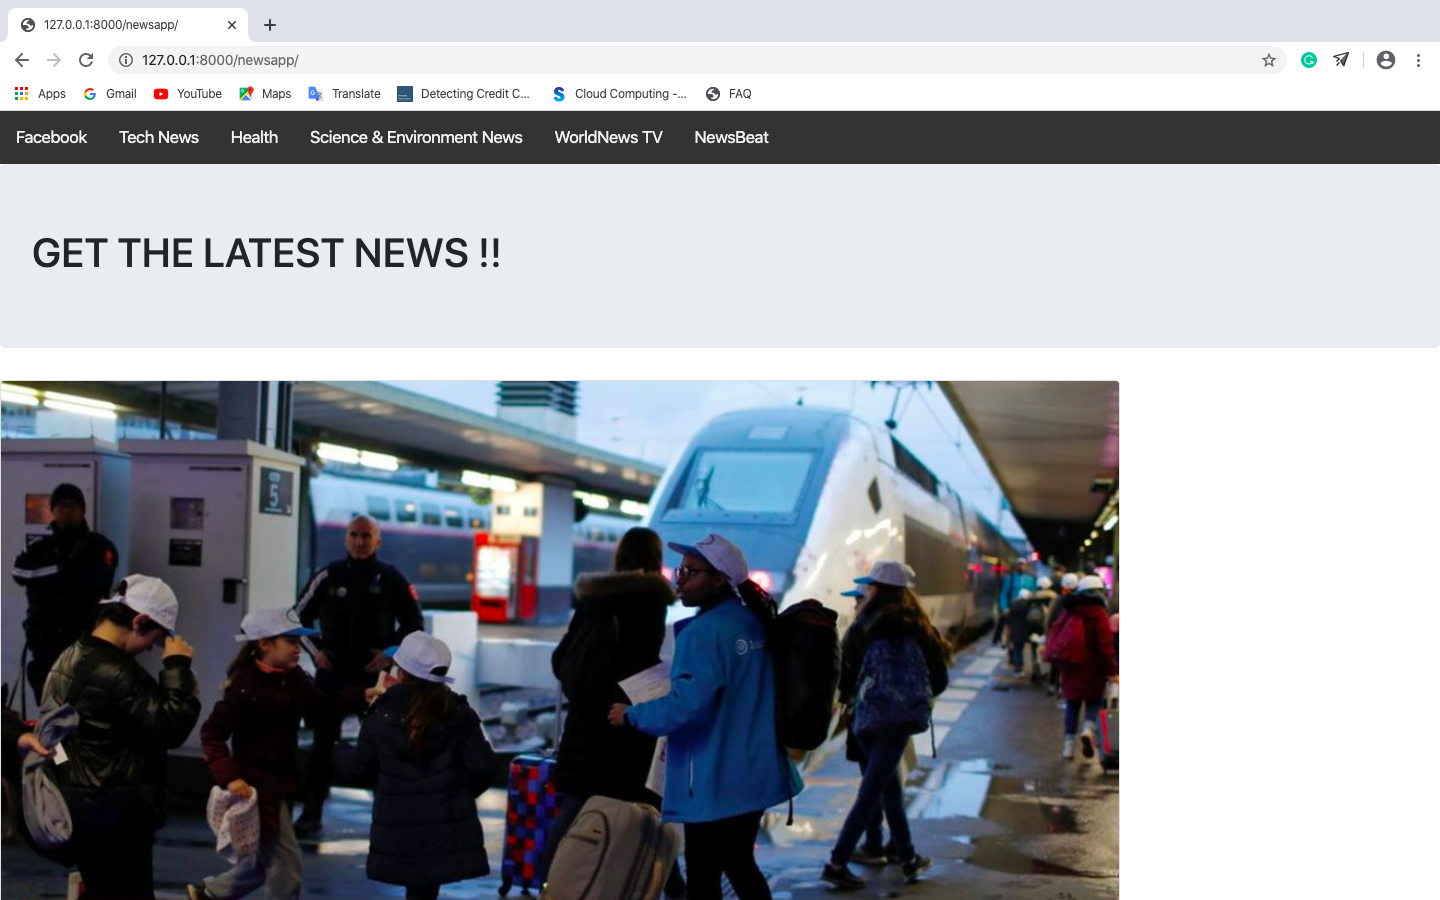 127.0.0.1:8000/newsapp/
127.0.0.1:8000/newsapp/
Apps Gmail YouTube Maps Translate Detecting Credit C... Cloud Computing -... FAQ
Facebook Tech News Health Science & Environment News WorldNews TV NewsBeat
GET THE LATEST NEWS !!
5